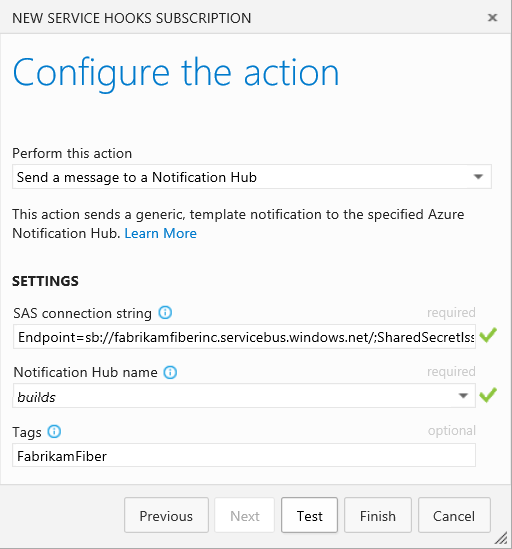 NEW SERVICE HOOKS SUBSCRIPTION
Configure the action
Perform this action
Send a message to a Notification Hub
This action sends a generic, template notification to the specified Azure
Notification Hub. Learn More
SETTINGS
SAS connection string required
Endpoint=sb://fabrikamfiberinc.servicebus.windows.net/;SharedSecretIss
Notification Hub name required
builds
Tags optional
FabrikamFiber
Previous Next Test Finish Cancel